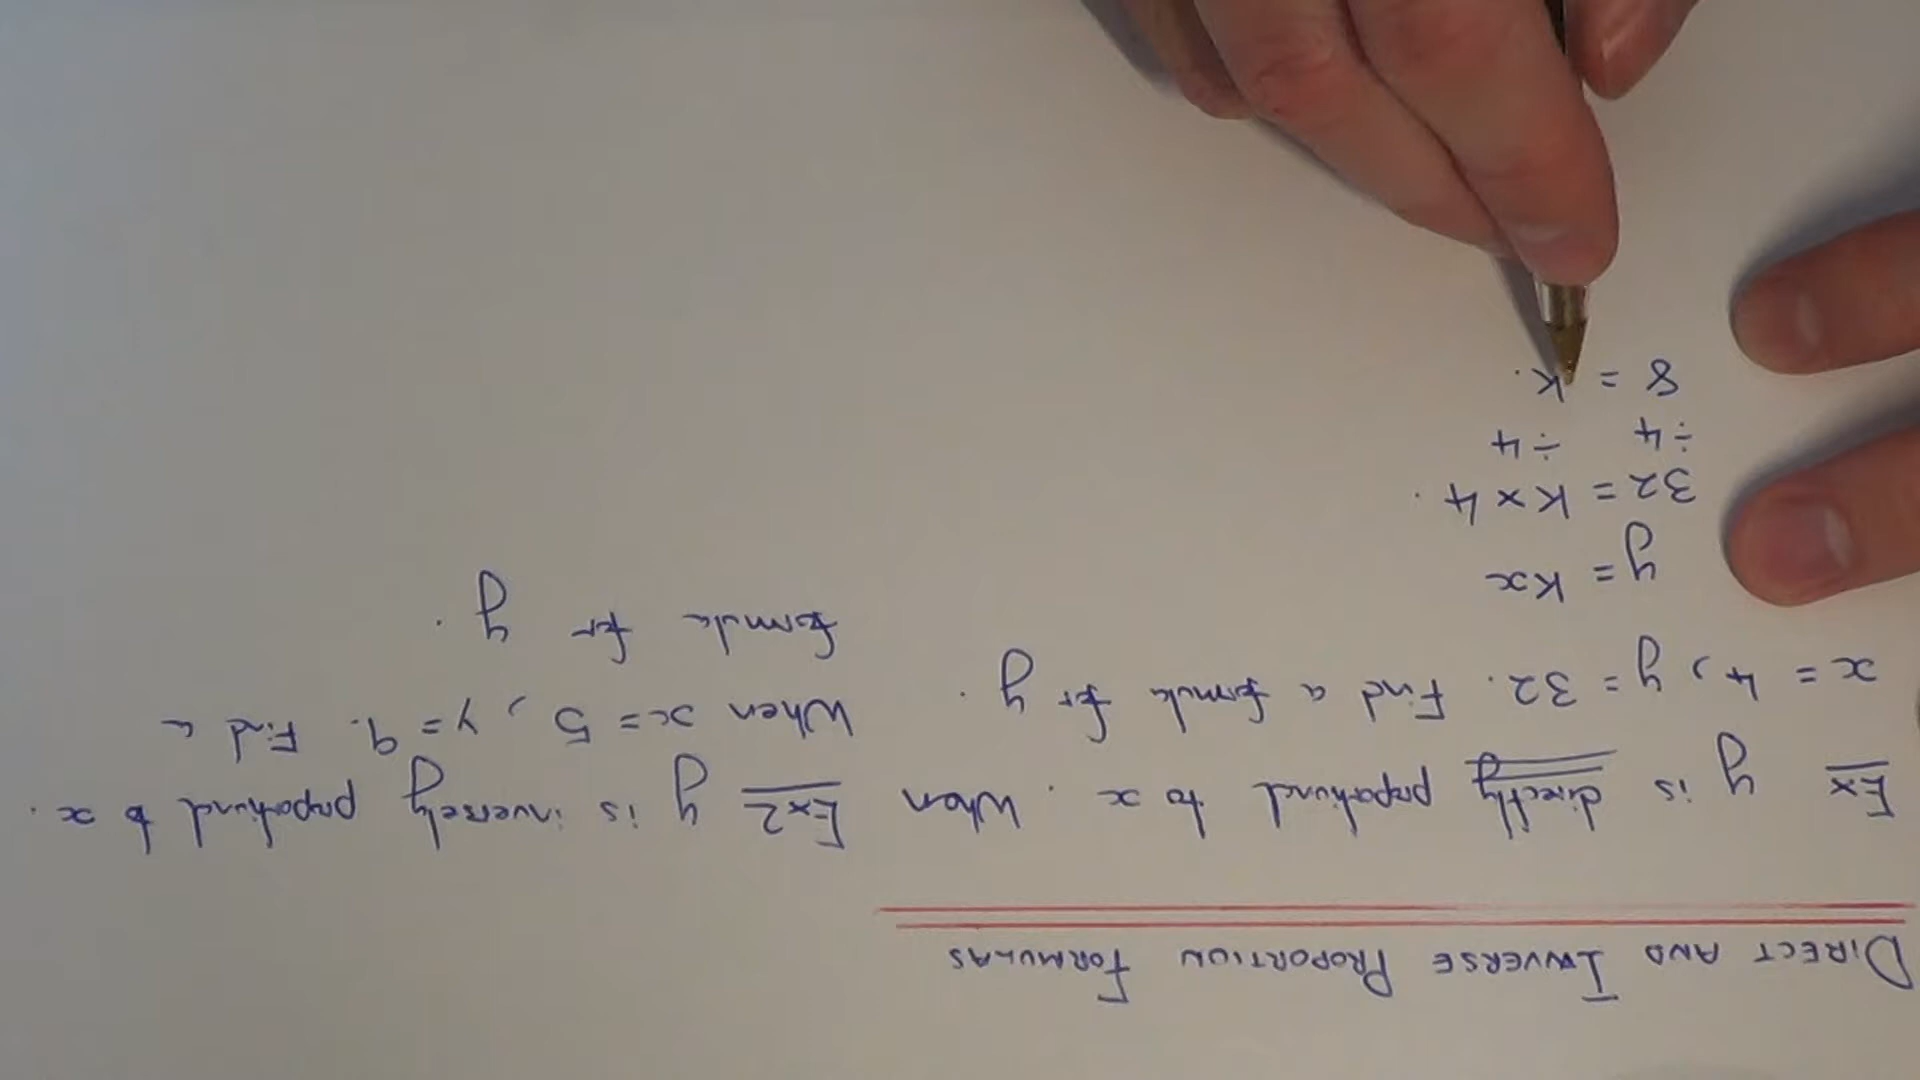 DIRECT AND INVERSE PROPORTION FORMULAS
Ex y is directly proportional to x. When
x = 4, y = 32. Find a formula for y.
y = kx
32 = k × 4.
÷4 ÷4
8 = k.
Ex2 y is inversely proportional to x.
When x = 5, y = 9. Find a
formula for y.